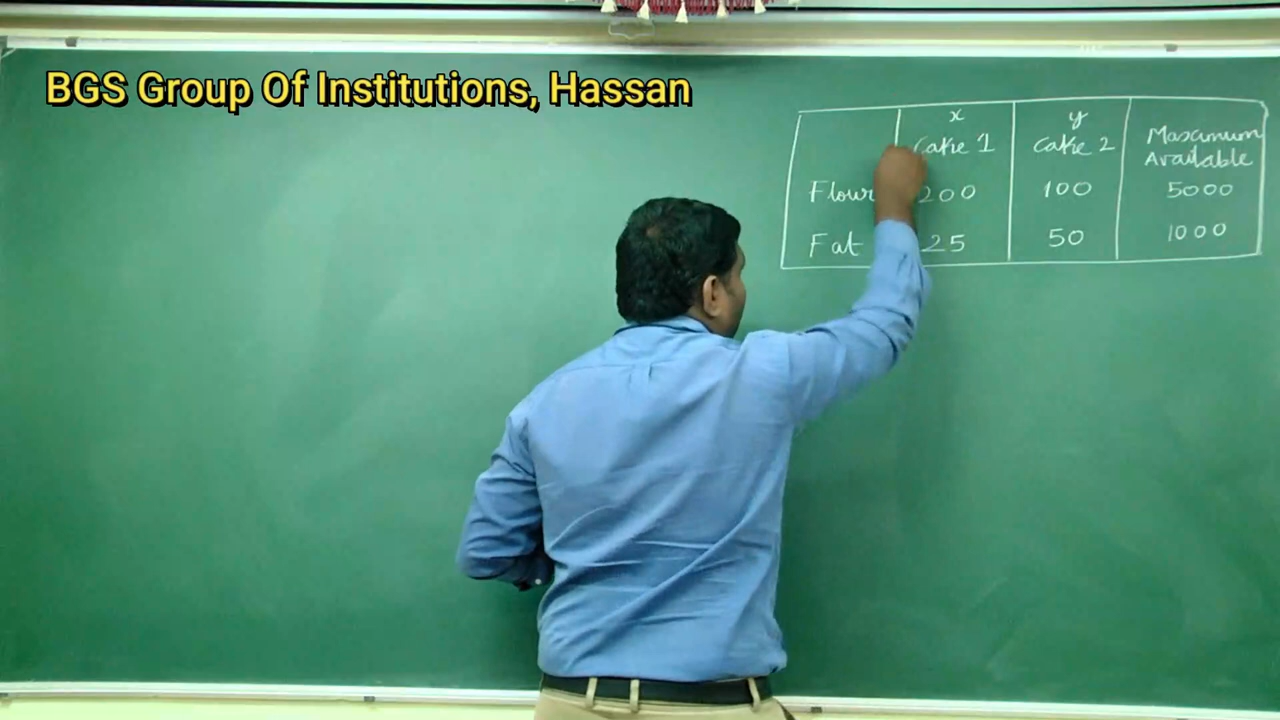 BGS Group Of Institutions, Hassan
x y
Cake 1 Cake 2 Maximum Available
Flour 200 100 5000
Fat 25 50 1000